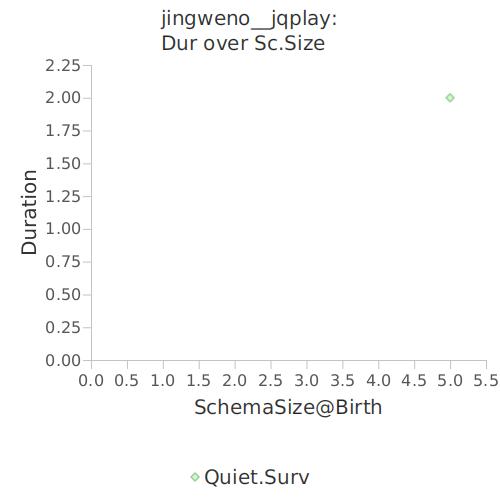 jingweno__jqplay:
Dur over Sc.Size
2.25
2.00
1.75
1.50
1.25
1.00
0.75
0.50
0.25
0.00
Duration
0.0 0.5 1.0 1.5 2.0 2.5 3.0 3.5 4.0 4.5 5.0 5.5
SchemaSize@Birth
Quiet.Surv